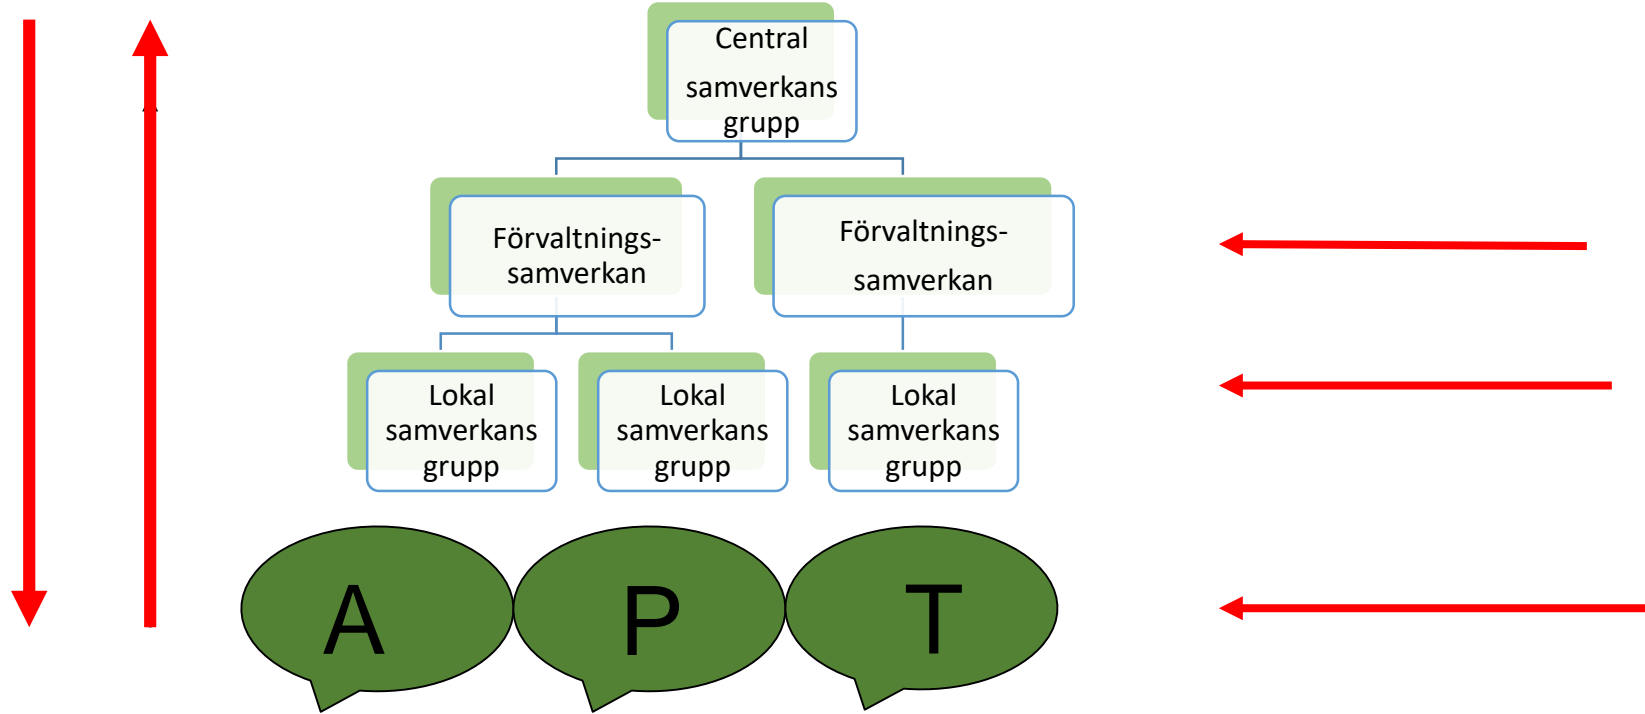 Central
samverkans
grupp
Förvaltnings-
samverkan
Förvaltnings-
samverkan
Lokal
samverkans
grupp
Lokal
samverkans
grupp
Lokal
samverkans
grupp
A
P
T